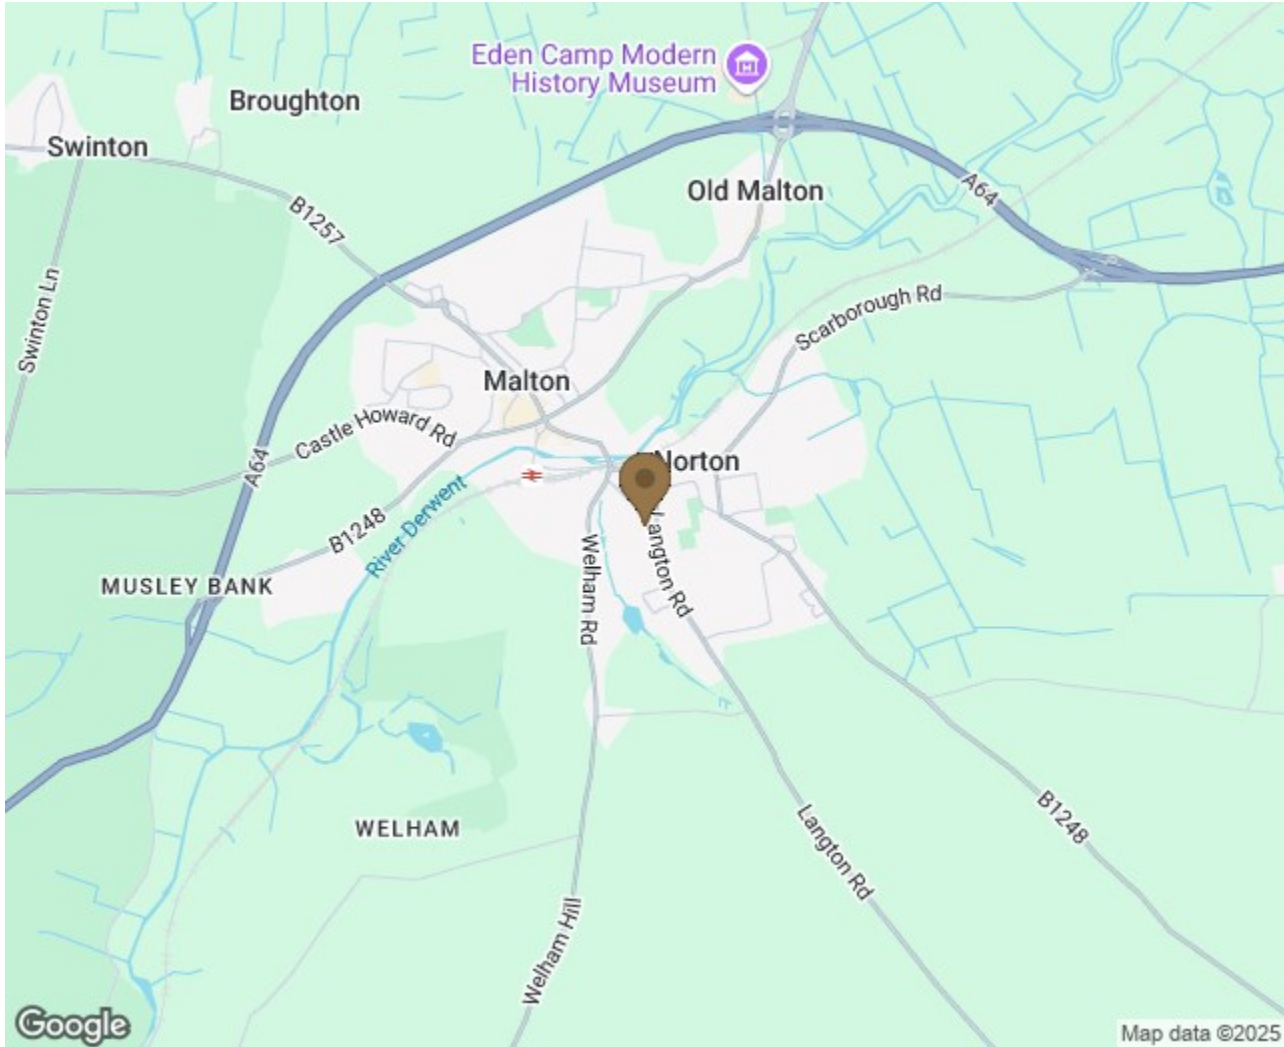 Eden Camp Modern
History Museum
Broughton
Swinton
Old Malton
A64
B1257
Swinton Ln
Scarborough Rd
Malton
Castle Howard Rd
A64
Norton
B1248
River Derwent
Langton Rd
Welham Rd
MUSLEY BANK
WELHAM
B1248
Langton Rd
Welham Hill
Google
Map data ©2025